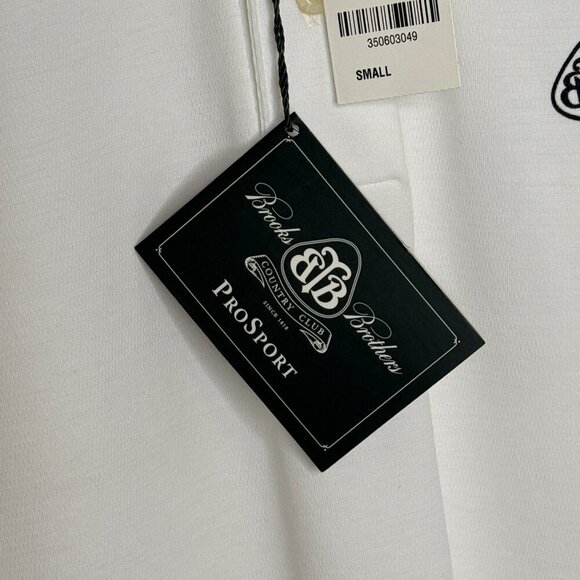 350603049
SMALL
Brooks Brothers
BB
COUNTRY CLUB
SINCE 1818
PROSPORT